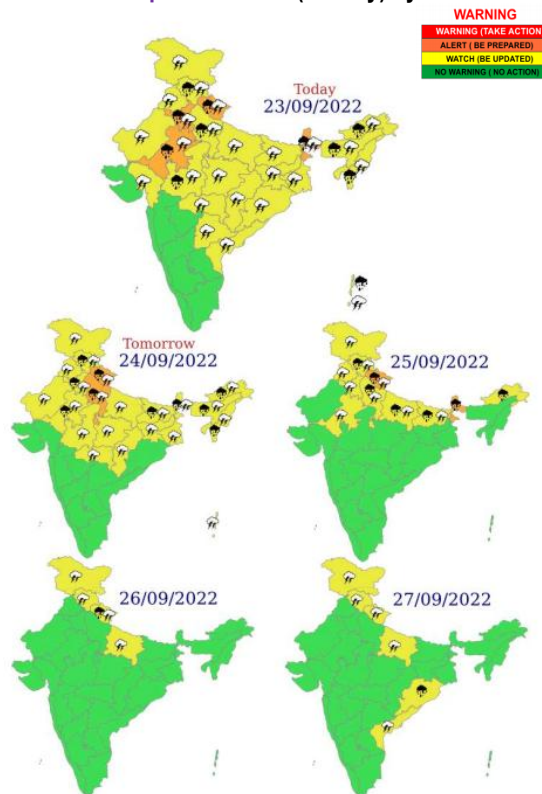 WARNING
WARNING (TAKE ACTION
ALERT ( BE PREPARED)
WATCH (BE UPDATED)
NO WARNING ( NO ACTION)
Today
23/09/2022
Tomorrow
24/09/2022
25/09/2022
26/09/2022
27/09/2022